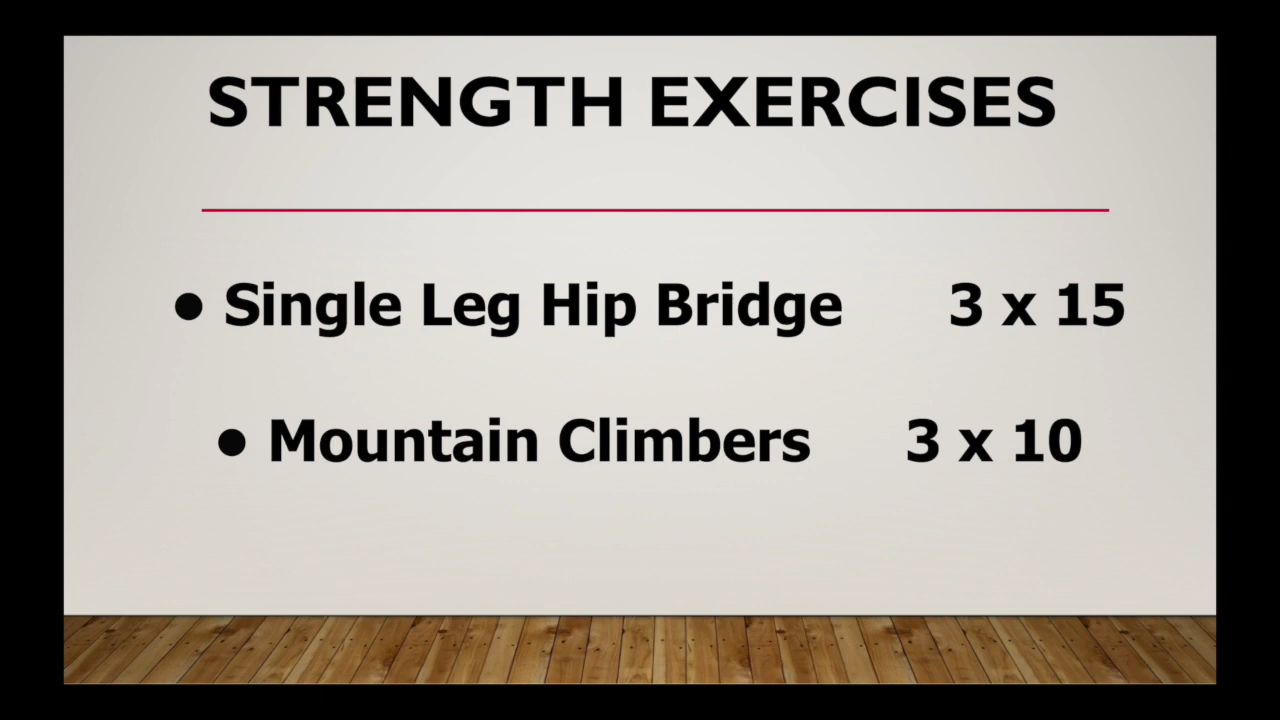 STRENGTH EXERCISES
● Single Leg Hip Bridge 3 x 15
● Mountain Climbers 3 x 10